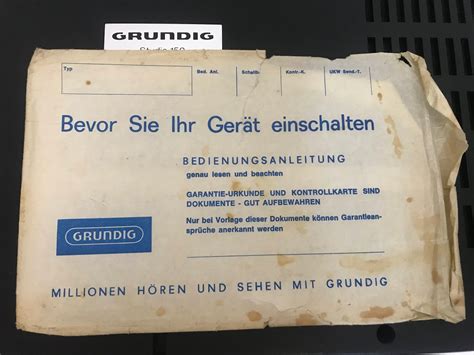 GRUNDIG
Studio 150
Typ
Bed. Anl.
Kontr.-K.
UKW Send.-T.
Bevor Sie Ihr Gerät einschalten
BEDIENUNGSANLEITUNG
genau lesen und beachten
GARANTIE-URKUNDE UND KONTROLLKARTE SIND
DOKUMENTE - GUT AUFBEWAHREN
Nur bei Vorlage dieser Dokumente können Garantiean-
sprüche anerkannt werden
GRUNDIG
MILLIONEN HÖREN UND SEHEN MIT GRUNDIG